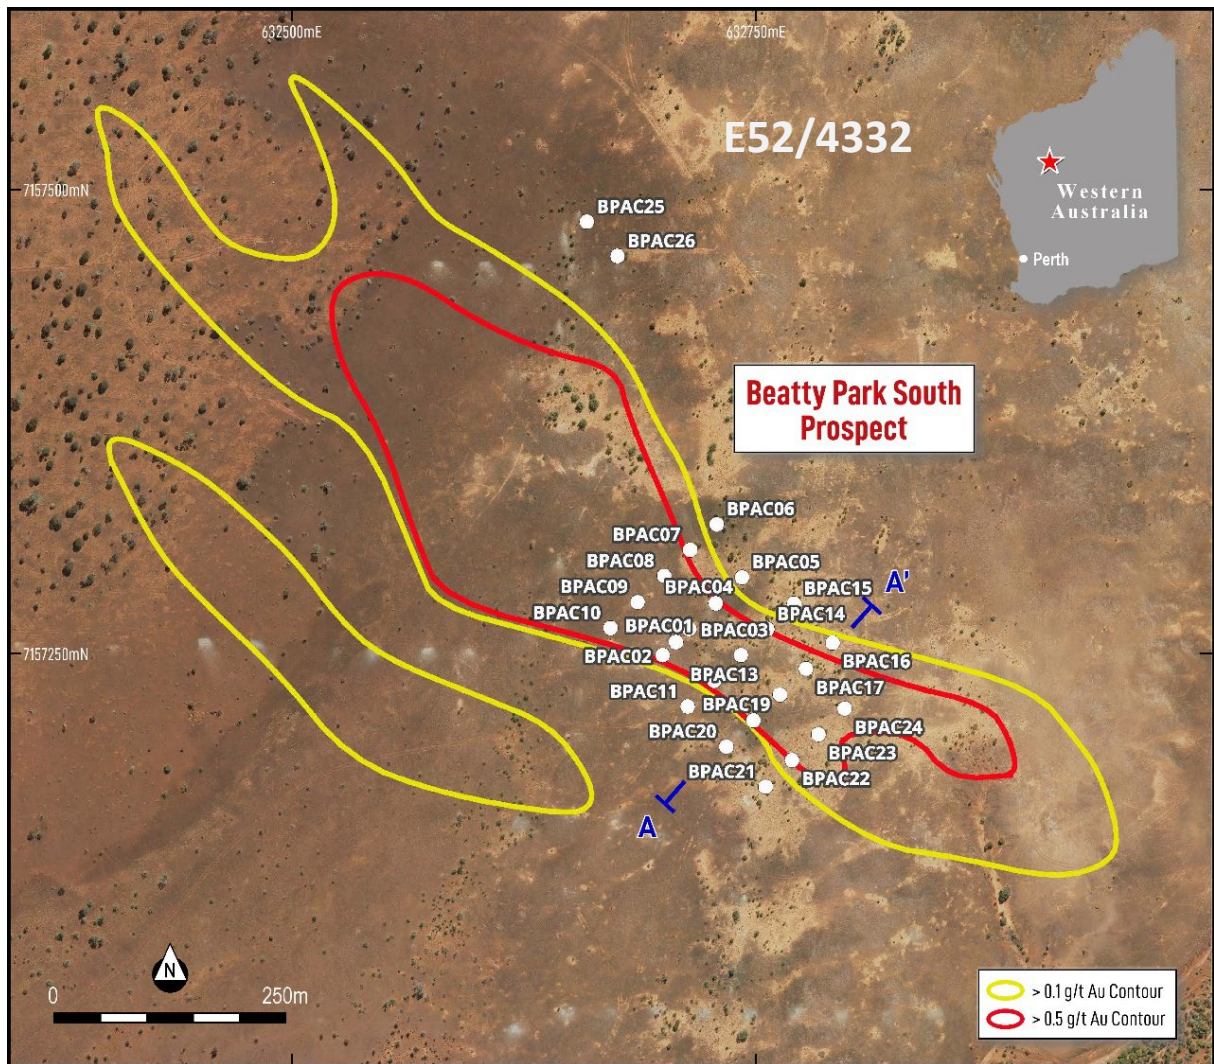 632500mE
632750mE
E52/4332
7157500mN
Western
Australia
Perth
BPAC25
BPAC26
Beatty Park South
Prospect
BPAC06
BPAC07
BPAC08
BPAC05
BPAC09
BPAC04
BPAC15
A'
BPAC10
BPAC01
BPAC03
BPAC14
7157250mN
BPAC02
BPAC16
BPAC13
BPAC11
BPAC17
BPAC19
BPAC20
BPAC24
BPAC23
BPAC21
BPAC22
A
N
0
250m
> 0.1 g/t Au Contour
> 0.5 g/t Au Contour